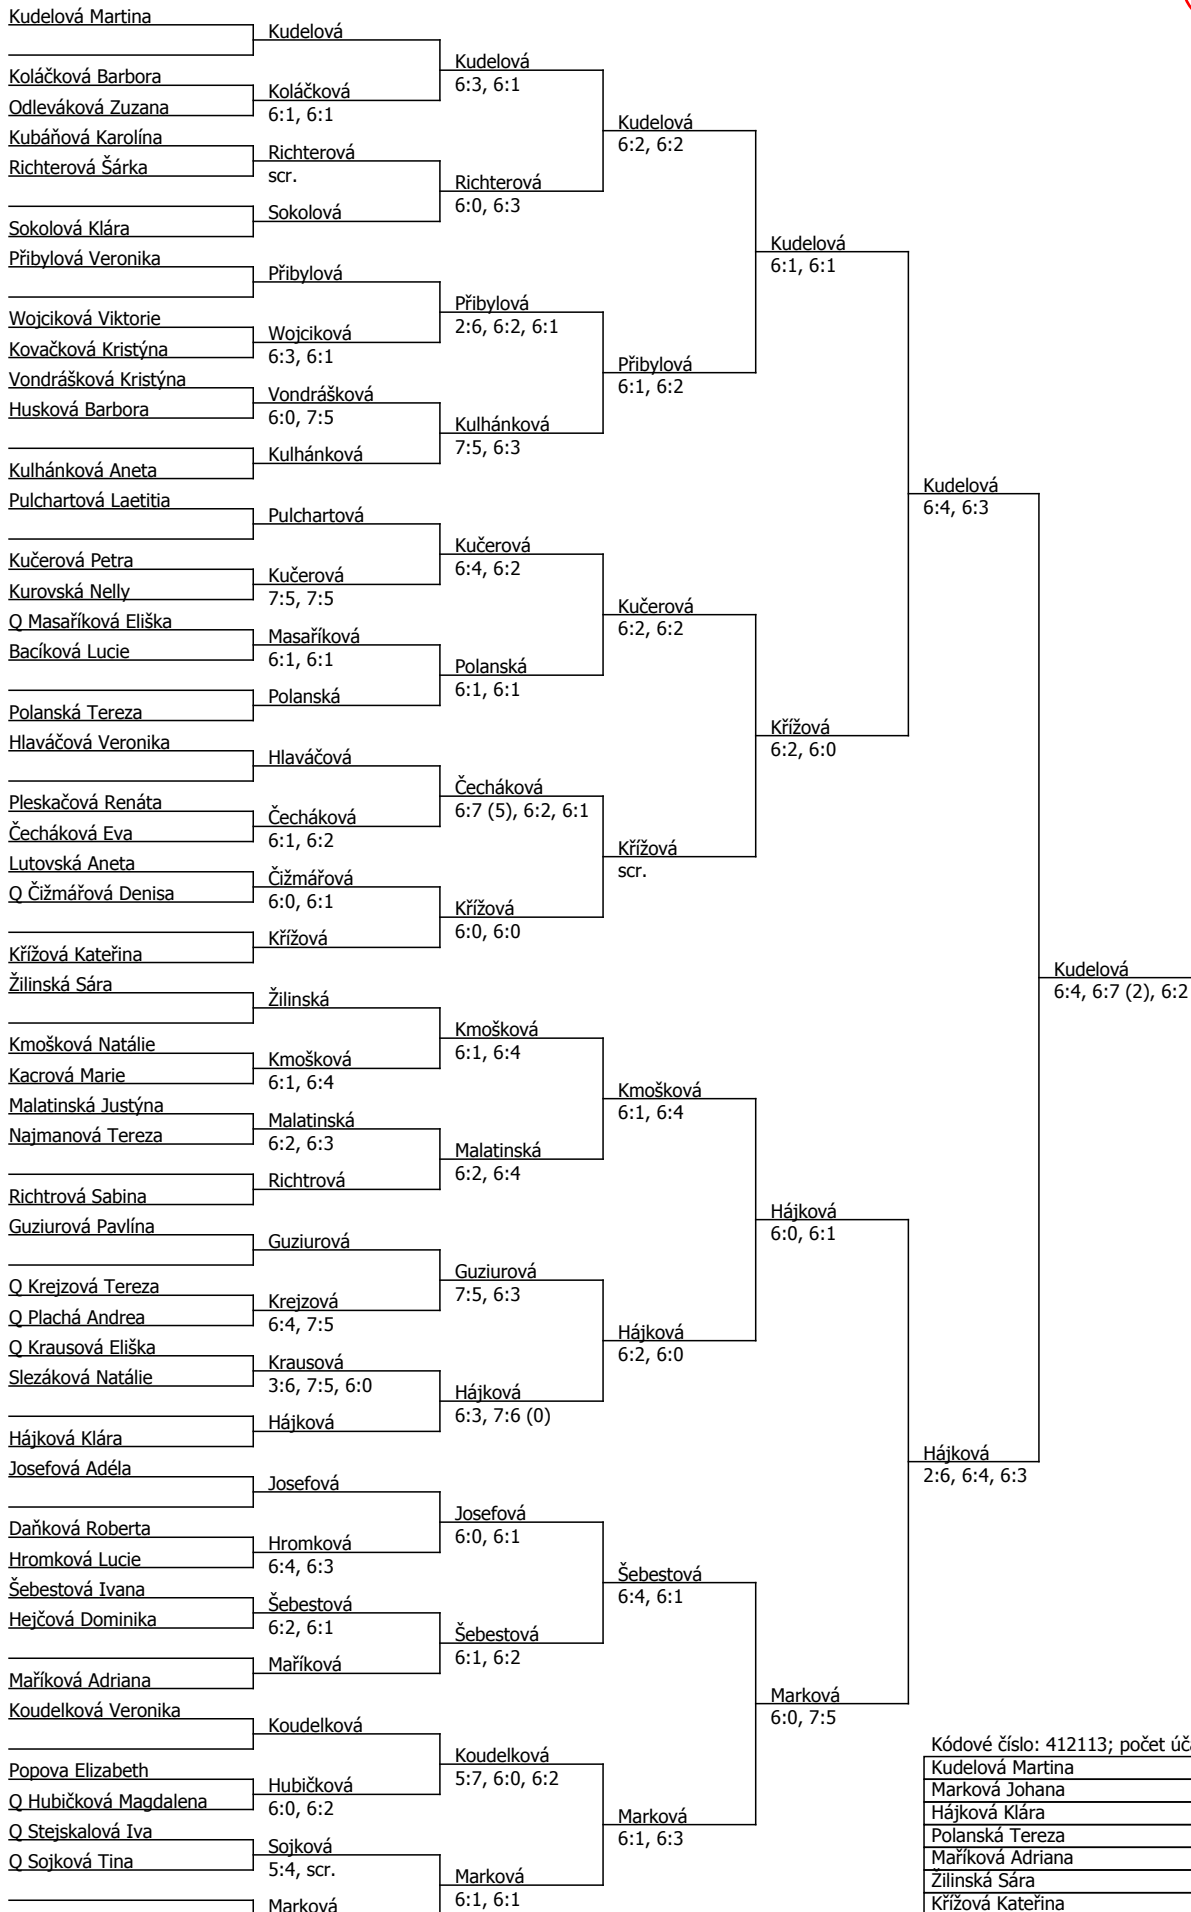 Kudelová Martina
Kudelová
Kudelová
6:3, 6:1
Koláčková Barbora
Koláčková
6:1, 6:1
Odleváková Zuzana
Kudelová
6:2, 6:2
Kubáňová Karolína
Richterová
scr.
Richterová Šárka
Richterová
6:0, 6:3
Sokolová
Sokolová Klára
Kudelová
6:1, 6:1
Přibylová Veronika
Přibylová
Přibylová
2:6, 6:2, 6:1
Wojciková Viktorie
Wojciková
6:3, 6:1
Kovačková Kristýna
Přibylová
6:1, 6:2
Vondrášková Kristýna
Vondrášková
6:0, 7:5
Husková Barbora
Kulhánková
7:5, 6:3
Kulhánková
Kulhánková Aneta
Kudelová
6:4, 6:3
Pulchartová Laetitia
Pulchartová
Kučerová
6:4, 6:2
Kučerová Petra
Kučerová
7:5, 7:5
Kurovská Nelly
Kučerová
6:2, 6:2
Q Masaříková Eliška
Masaříková
6:1, 6:1
Bacíková Lucie
Polanská
6:1, 6:1
Polanská
Polanská Tereza
Křížová
6:2, 6:0
Hlaváčová Veronika
Hlaváčová
Čecháková
6:7 (5), 6:2, 6:1
Pleskačová Renáta
Čecháková
6:1, 6:2
Čecháková Eva
Křížová
scr.
Lutovská Aneta
Čižmářová
6:0, 6:1
Q Čižmářová Denisa
Křížová
6:0, 6:0
Křížová
Křížová Kateřina
Kudelová
6:4, 6:7 (2), 6:2
Žilinská Sára
Žilinská
Kmošková
6:1, 6:4
Kmošková Natálie
Kmošková
6:1, 6:4
Kacrová Marie
Kmošková
6:1, 6:4
Malatinská Justýna
Malatinská
6:2, 6:3
Najmanová Tereza
Malatinská
6:2, 6:4
Richtrová
Richtrová Sabina
Hájková
6:0, 6:1
Guziurová Pavlína
Guziurová
Guziurová
7:5, 6:3
Q Krejzová Tereza
Krejzová
6:4, 7:5
Q Plachá Andrea
Hájková
6:2, 6:0
Q Krausová Eliška
Krausová
3:6, 7:5, 6:0
Slezáková Natálie
Hájková
6:3, 7:6 (0)
Hájková
Hájková Klára
Hájková
2:6, 6:4, 6:3
Josefová Adéla
Josefová
Josefová
6:0, 6:1
Daňková Roberta
Hromková
6:4, 6:3
Hromková Lucie
Šebestová
6:4, 6:1
Šebestová Ivana
Šebestová
6:2, 6:1
Hejčová Dominika
Šebestová
6:1, 6:2
Maříková
Maříková Adriana
Marková
6:0, 7:5
Koudelková Veronika
Koudelková
Koudelková
5:7, 6:0, 6:2
Popova Elizabeth
Hubičková
6:0, 6:2
Q Hubičková Magdalena
Marková
6:1, 6:3
Q Stejskalová Iva
Sojková
5:4, scr.
Q Sojková Tina
Marková
6:1, 6:1
Marková
Kódové číslo: 412113; počet úč
Kudelová Martina
Marková Johana
Hájková Klára
Polanská Tereza
Maříková Adriana
Žilinská Sára
Křížová Kateřina